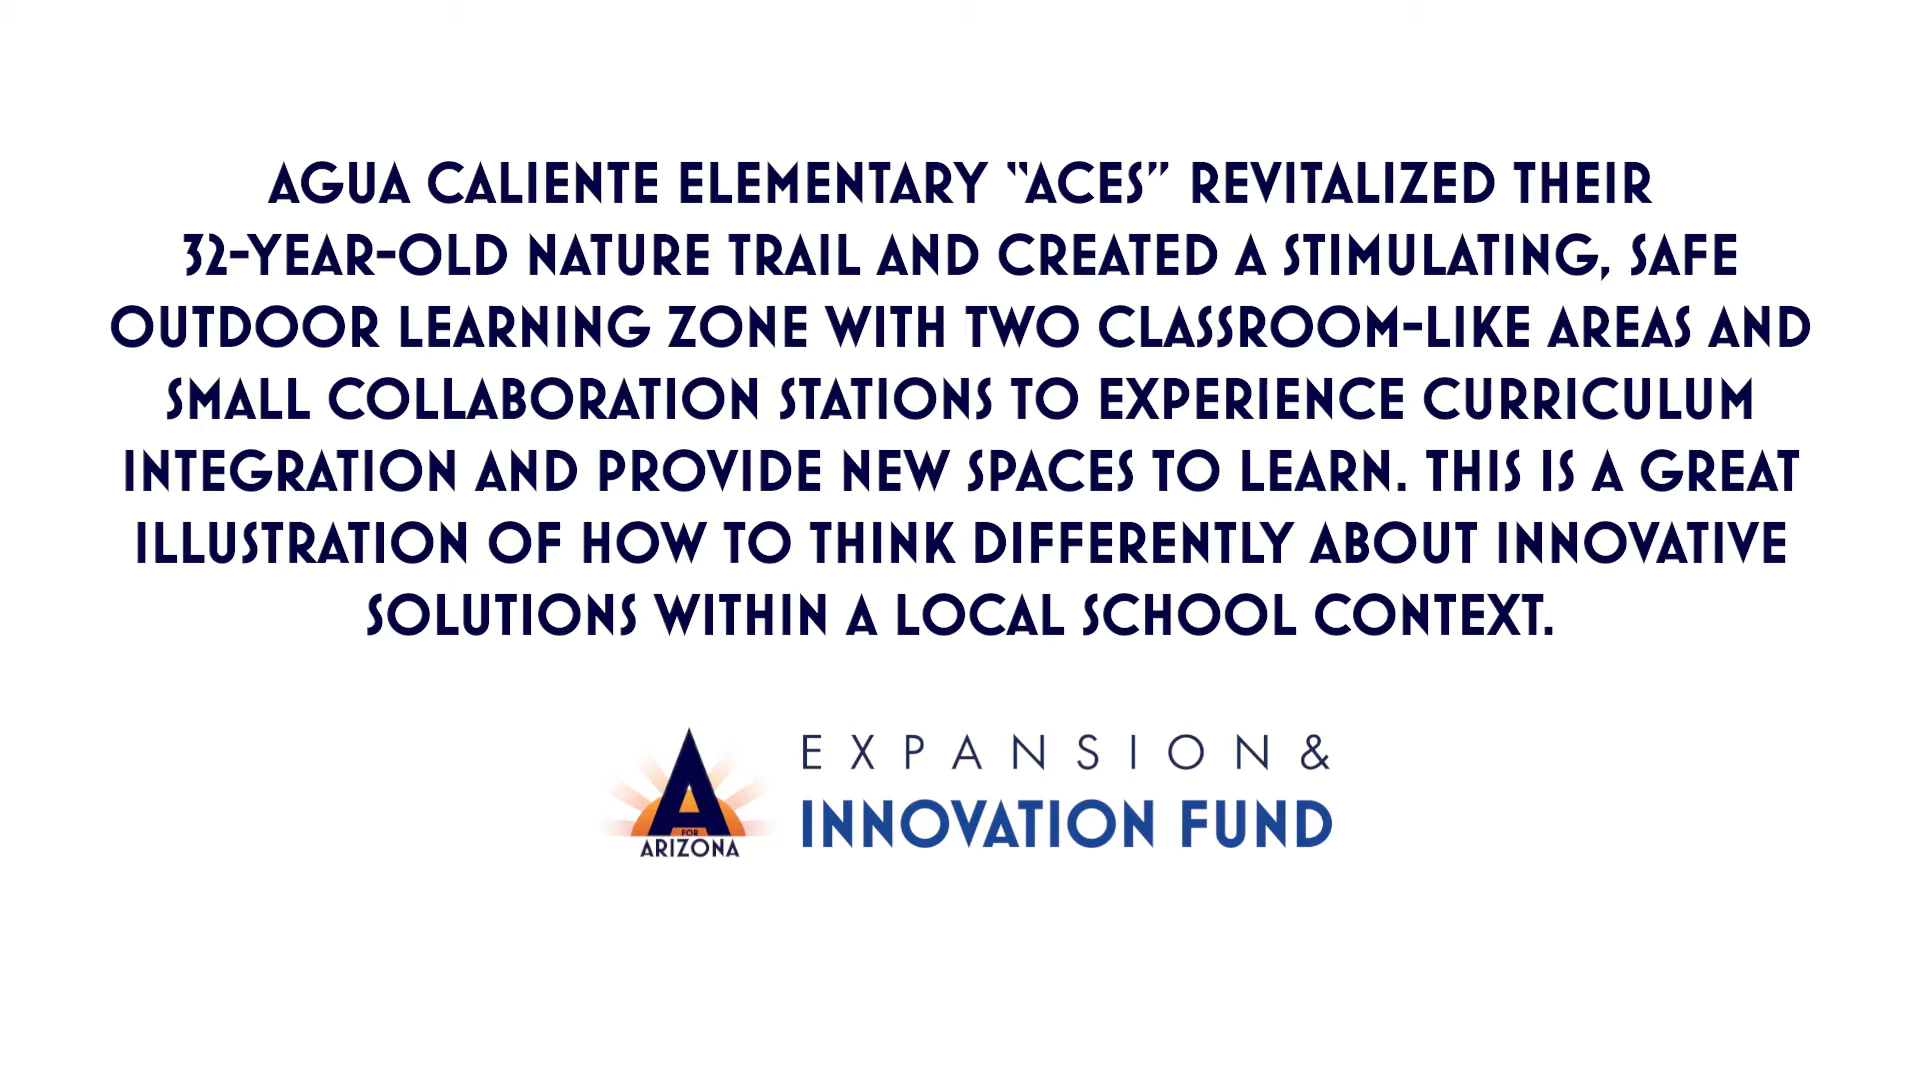 AGUA CALIENTE ELEMENTARY “ACES” REVITALIZED THEIR
32-YEAR-OLD NATURE TRAIL AND CREATED A STIMULATING, SAFE
OUTDOOR LEARNING ZONE WITH TWO CLASSROOM-LIKE AREAS AND
SMALL COLLABORATION STATIONS TO EXPERIENCE CURRICULUM
INTEGRATION AND PROVIDE NEW SPACES TO LEARN. THIS IS A GREAT
ILLUSTRATION OF HOW TO THINK DIFFERENTLY ABOUT INNOVATIVE
SOLUTIONS WITHIN A LOCAL SCHOOL CONTEXT.
A
FOR
ARIZONA
EXPANSION &
INNOVATION FUND